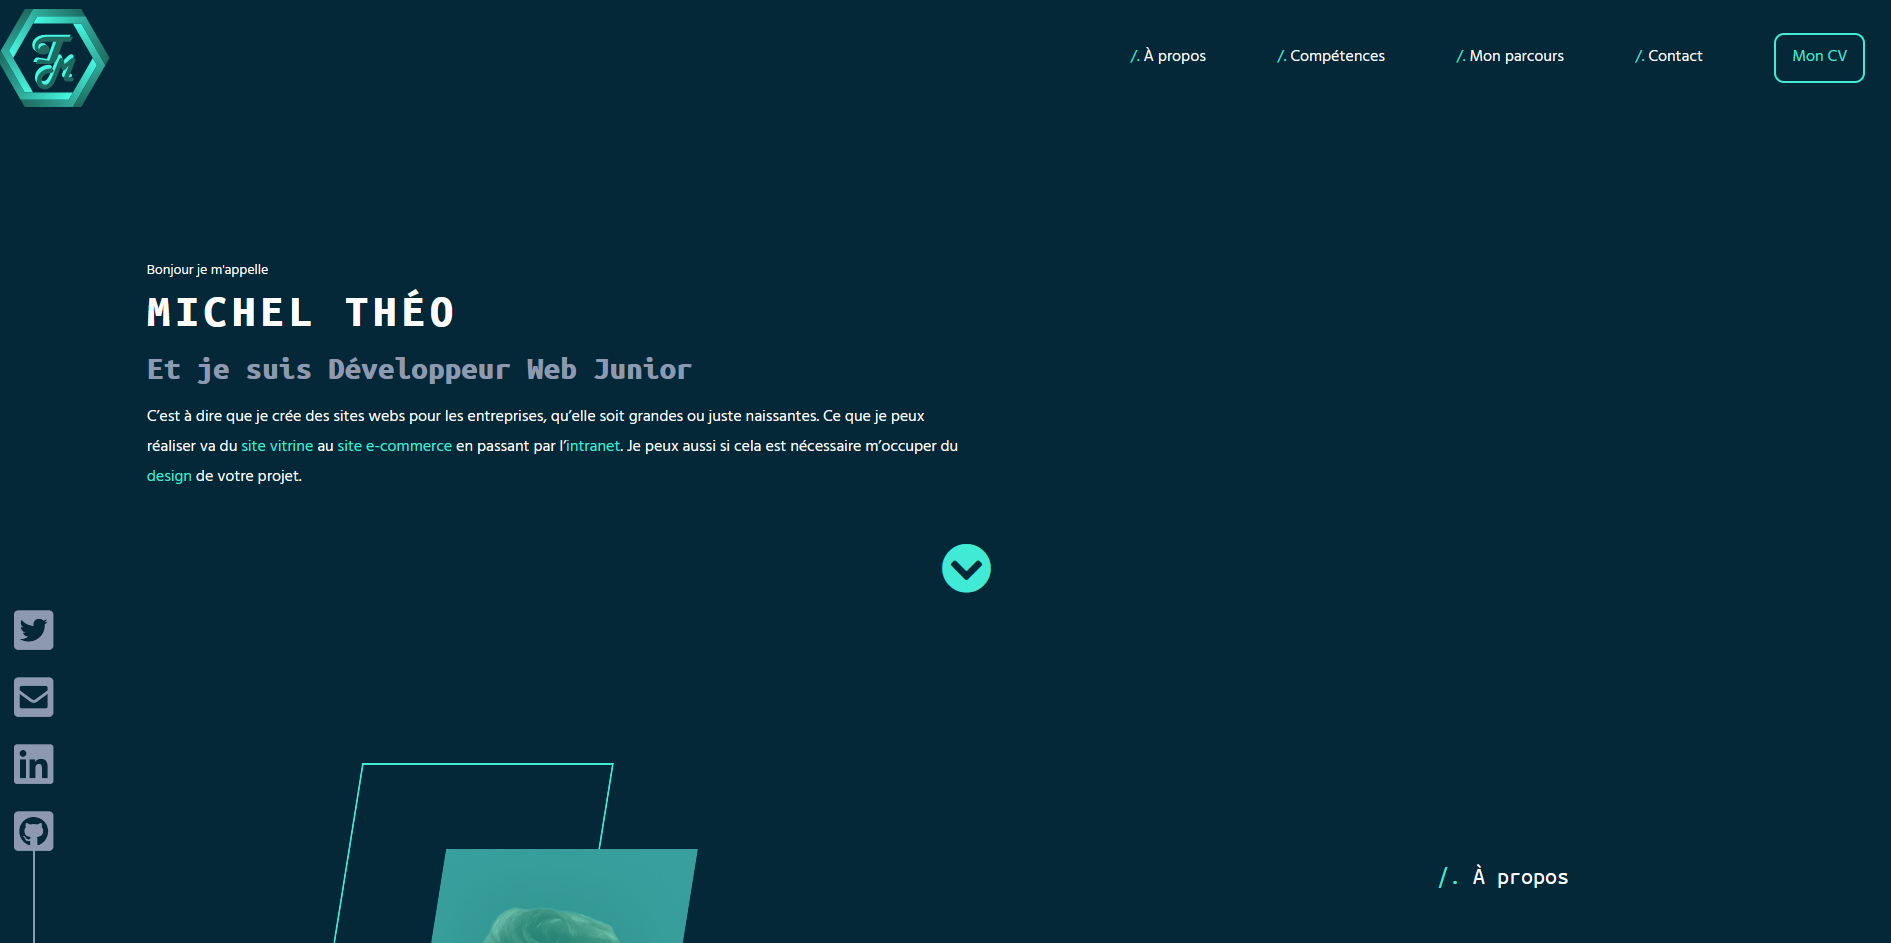 TM
/. À propos
/. Compétences
/. Mon parcours
/. Contact
Mon CV
Bonjour je m'appelle
MICHEL THÉO
Et je suis Développeur Web Junior
C’est à dire que je crée des sites webs pour les entreprises, qu’elle soit grandes ou juste naissantes. Ce que je peux
réaliser va du site vitrine au site e-commerce en passant par l’intranet. Je peux aussi si cela est nécessaire m’occuper du
design de votre projet.
in
/. À propos